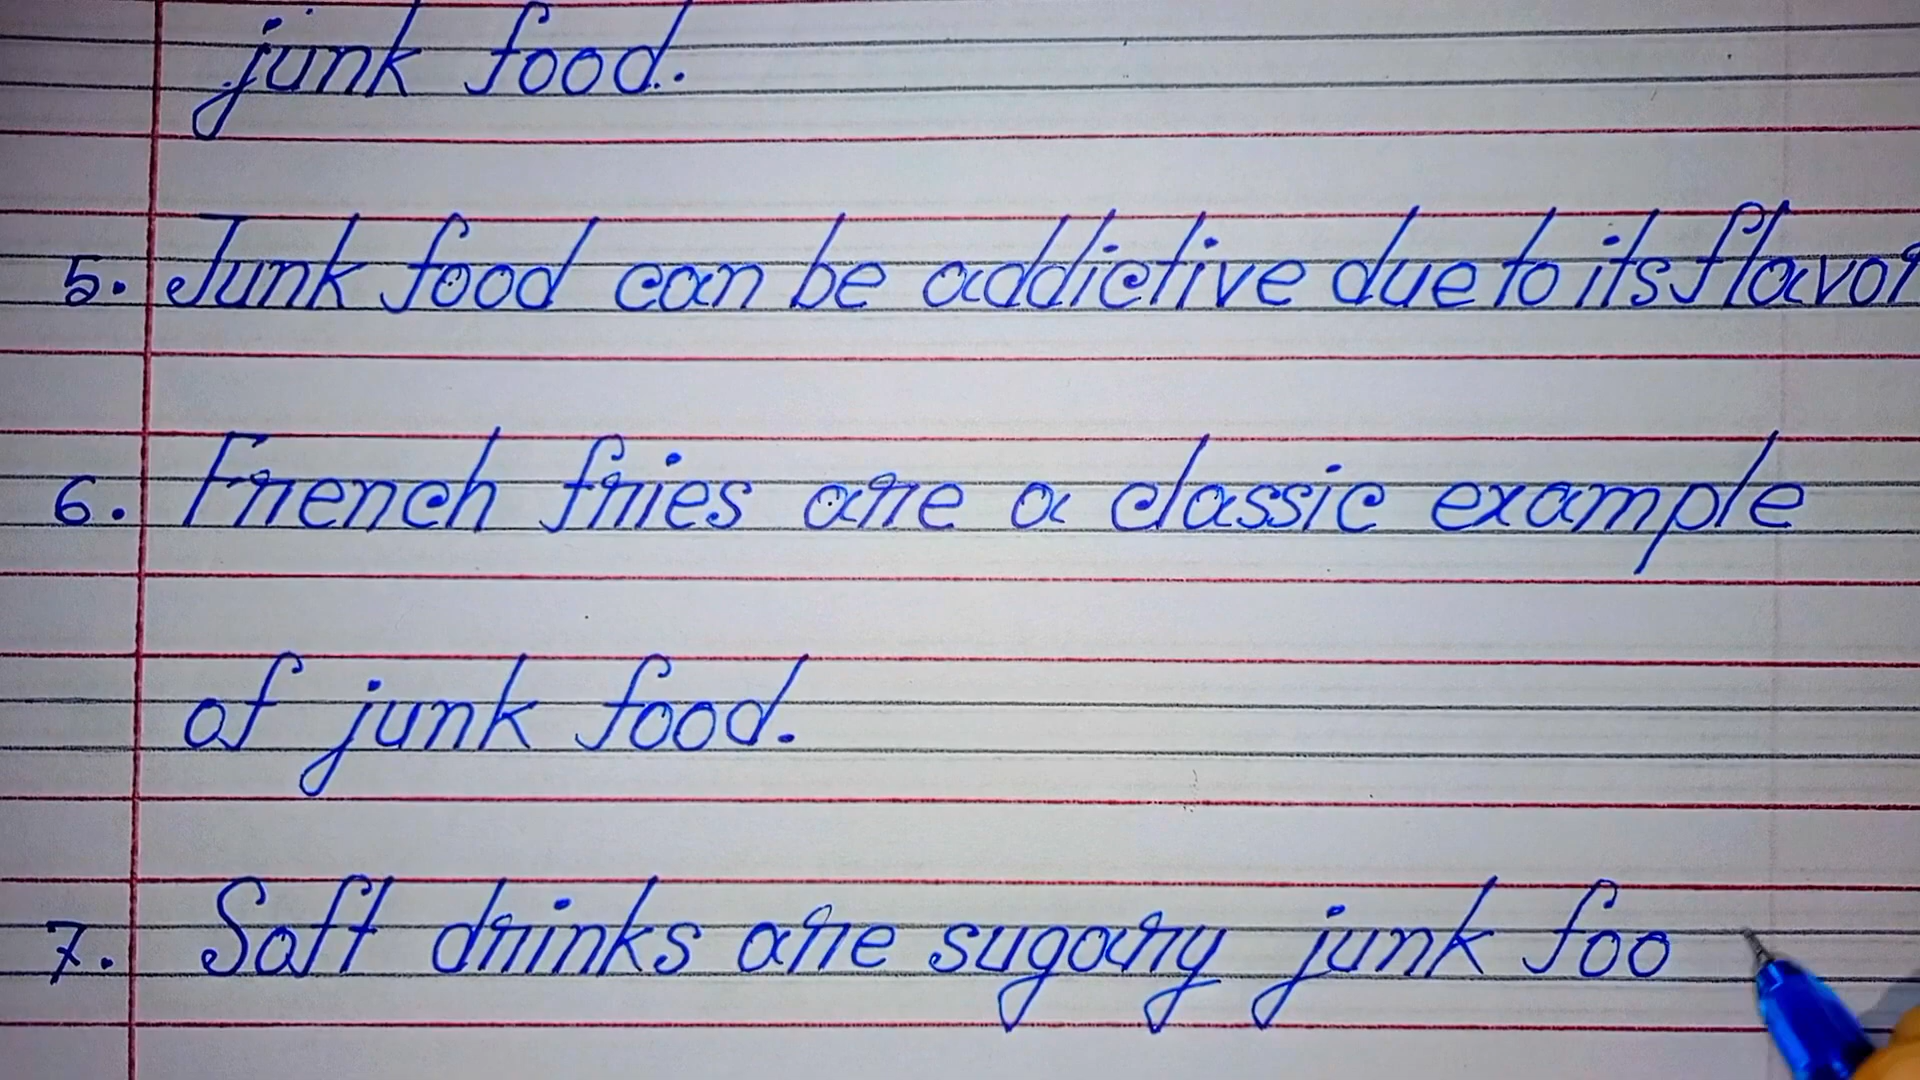 junk food.
5. Junk food can be addictive due to its flavor
6. French fries are a classic example
of junk food.
7. Soft drinks are sugary junk foo